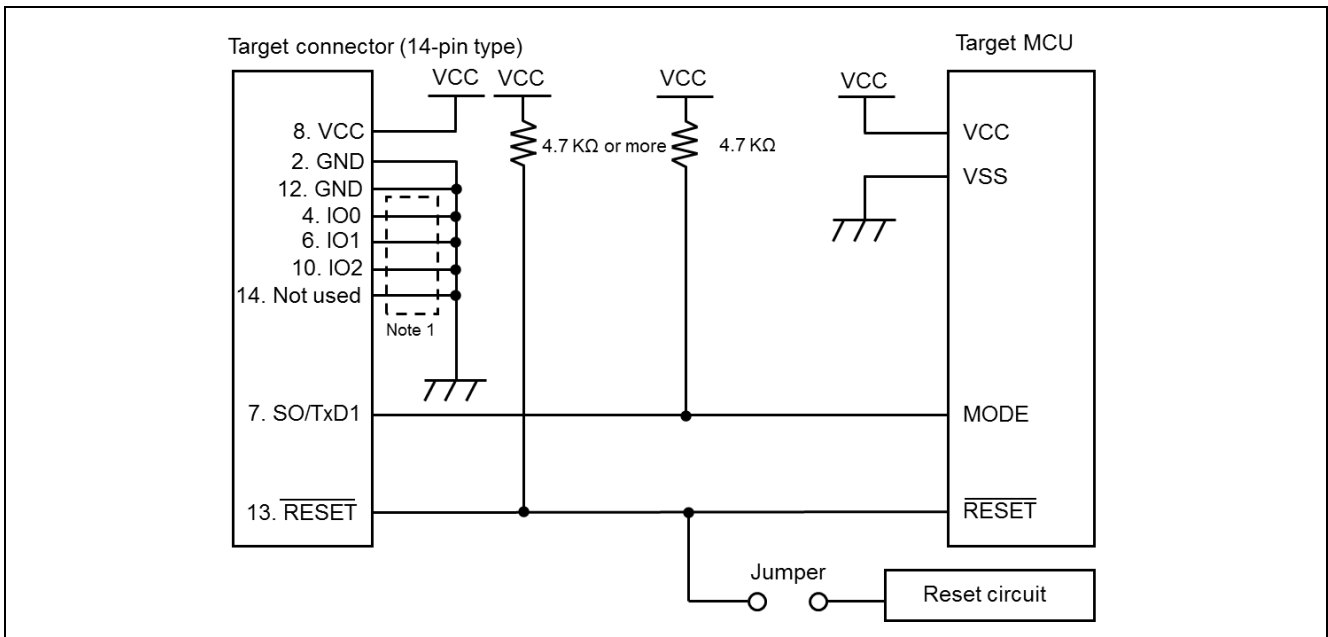 Target connector (14-pin type)
Target MCU
VCC
VCC
VCC
VCC
8. VCC
2. GND
12. GND
4. IO0
6. IO1
10. IO2
14. Not used
Note 1
4.7 KΩ or more
4.7 KΩ
VCC
VSS
7. SO/TxD1
MODE
13. RESET
RESET
Jumper
Reset circuit